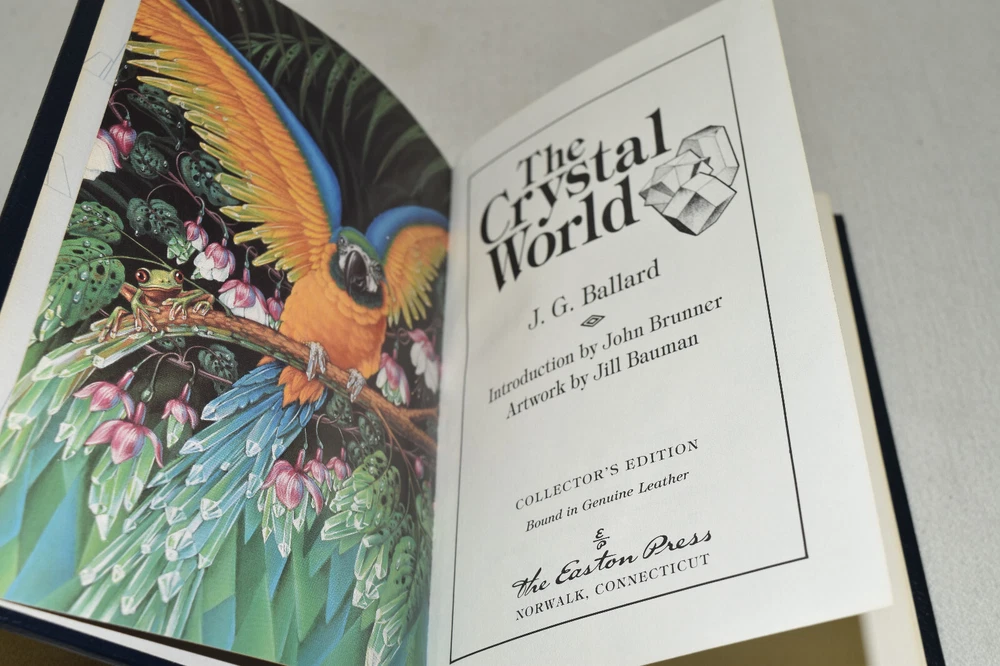 The
Crystal
World
J. G. Ballard
Introduction by John Brunner
Artwork by Jill Bauman
COLLECTOR'S EDITION
Bound in Genuine Leather
the Easton Press
NORWALK, CONNECTICUT